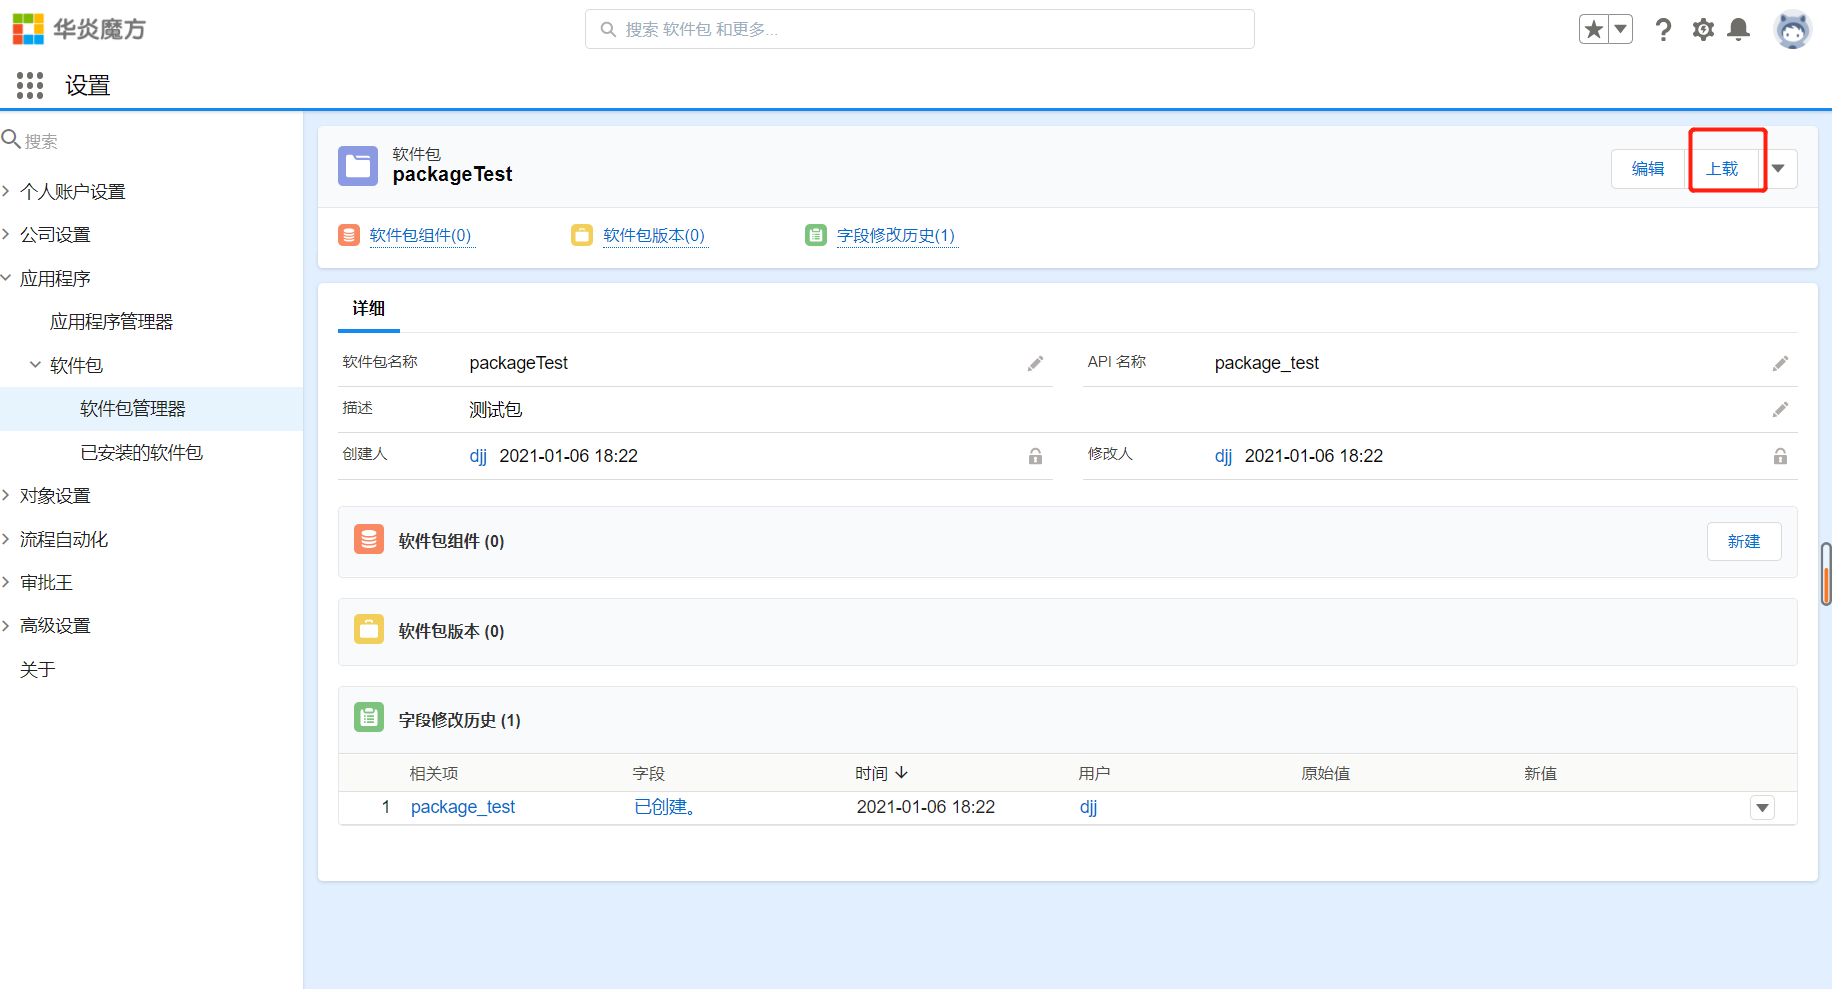 华炎魔方
搜索 软件包 和更多...
设置
搜索
个人账户设置
公司设置
应用程序
应用程序管理器
软件包
软件包管理器
已安装的软件包
对象设置
流程自动化
审批王
高级设置
关于
软件包
packageTest
编辑
上载
软件包组件(0)
软件包版本(0)
字段修改历史(1)
详细
软件包名称 packageTest
API 名称 package_test
描述 测试包
创建人 djj 2021-01-06 18:22
修改人 djj 2021-01-06 18:22
软件包组件 (0)
新建
软件包版本 (0)
字段修改历史 (1)
相关项 字段 时间 用户 原始值 新值
1 package_test 已创建。 2021-01-06 18:22 djj